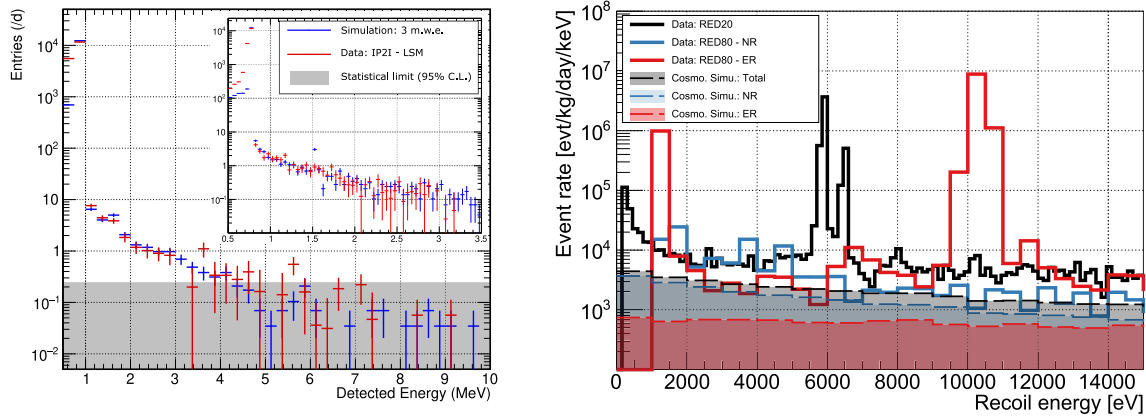 Entries (/d)
10⁴
10³
10²
10
1
10⁻¹
10⁻²
1 2 3 4 5 6 7 8 9 10
Detected Energy (MeV)
10⁴
10³
10²
10
1
10⁻¹
0.5 1 1.5 2 2.5 3 3.5
Simulation: 3 m.w.e.
Data: IP2I - LSM
Statistical limit (95% C.L.)
Event rate [evt/kg/day/keV]
10⁸
10⁷
10⁶
10⁵
10⁴
10³
0 2000 4000 6000 8000 10000 12000 14000
Recoil energy [eV]
Data: RED20
Data: RED80 - NR
Data: RED80 - ER
Cosmo. Simu.: Total
Cosmo. Simu.: NR
Cosmo. Simu.: ER